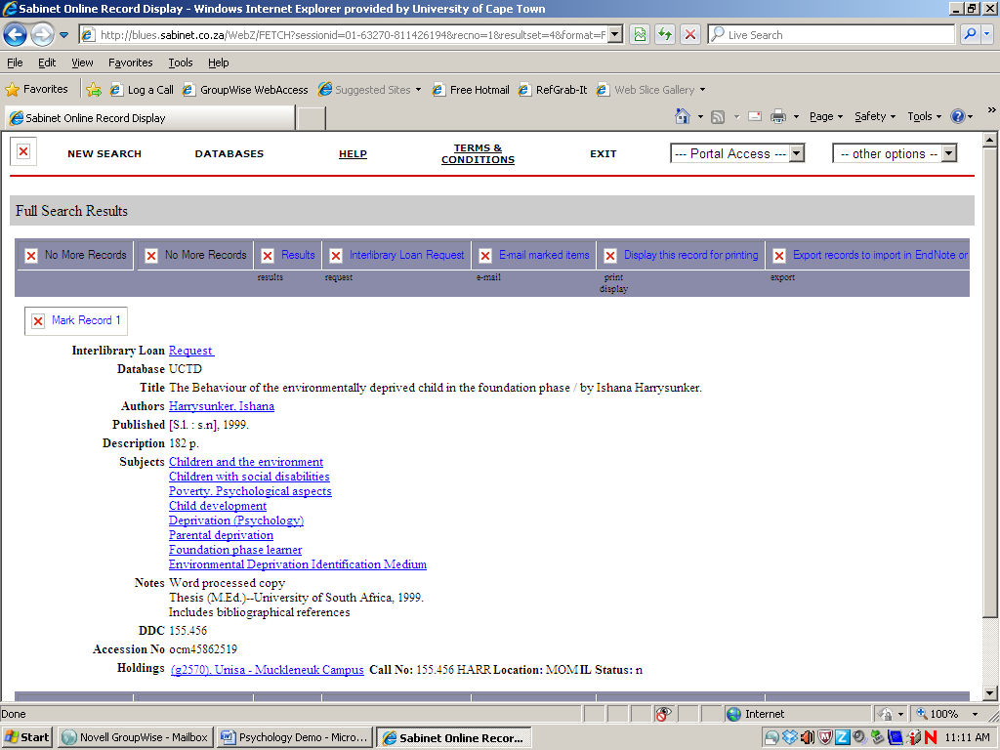 Sabinet Online Record Display - Windows Internet Explorer provided by University of Cape Town
http://blues.sabinet.co.za/WebZ/FETCH?sessionid=01-63270-811426194&recno=1&resultset=4&format=F
Live Search
File Edit View Favorites Tools Help
Favorites Log a Call GroupWise WebAccess Suggested Sites Free Hotmail RefGrab-It Web Slice Gallery
Sabinet Online Record Display Page Safety Tools
NEW SEARCH DATABASES HELP TERMS & CONDITIONS EXIT --- Portal Access --- -- other options --
Full Search Results
No More Records No More Records Results Interlibrary Loan Request E-mail marked items Display this record for printing Export records to import in EndNote or
results request e-mail print display export
Mark Record 1
Interlibrary Loan Request
Database UCTD
Title The Behaviour of the environmentally deprived child in the foundation phase / by Ishana Harrysunker.
Authors Harrysunker, Ishana
Published [S.l. : s.n], 1999.
Description 182 p.
Subjects Children and the environment
Children with social disabilities
Poverty. Psychological aspects
Child development
Deprivation (Psychology)
Parental deprivation
Foundation phase learner
Environmental Deprivation Identification Medium
Notes Word processed copy
Thesis (M.Ed.)--University of South Africa, 1999.
Includes bibliographical references
DDC 155.456
Accession No ocm45862519
Holdings (g2570), Unisa - Muckleneuk Campus Call No: 155.456 HARR Location: MOM IL Status: n
Done Internet 100%
Start Novell GroupWise - Mailbox Psychology Demo - Micro... Sabinet Online Recor... 11:11 AM